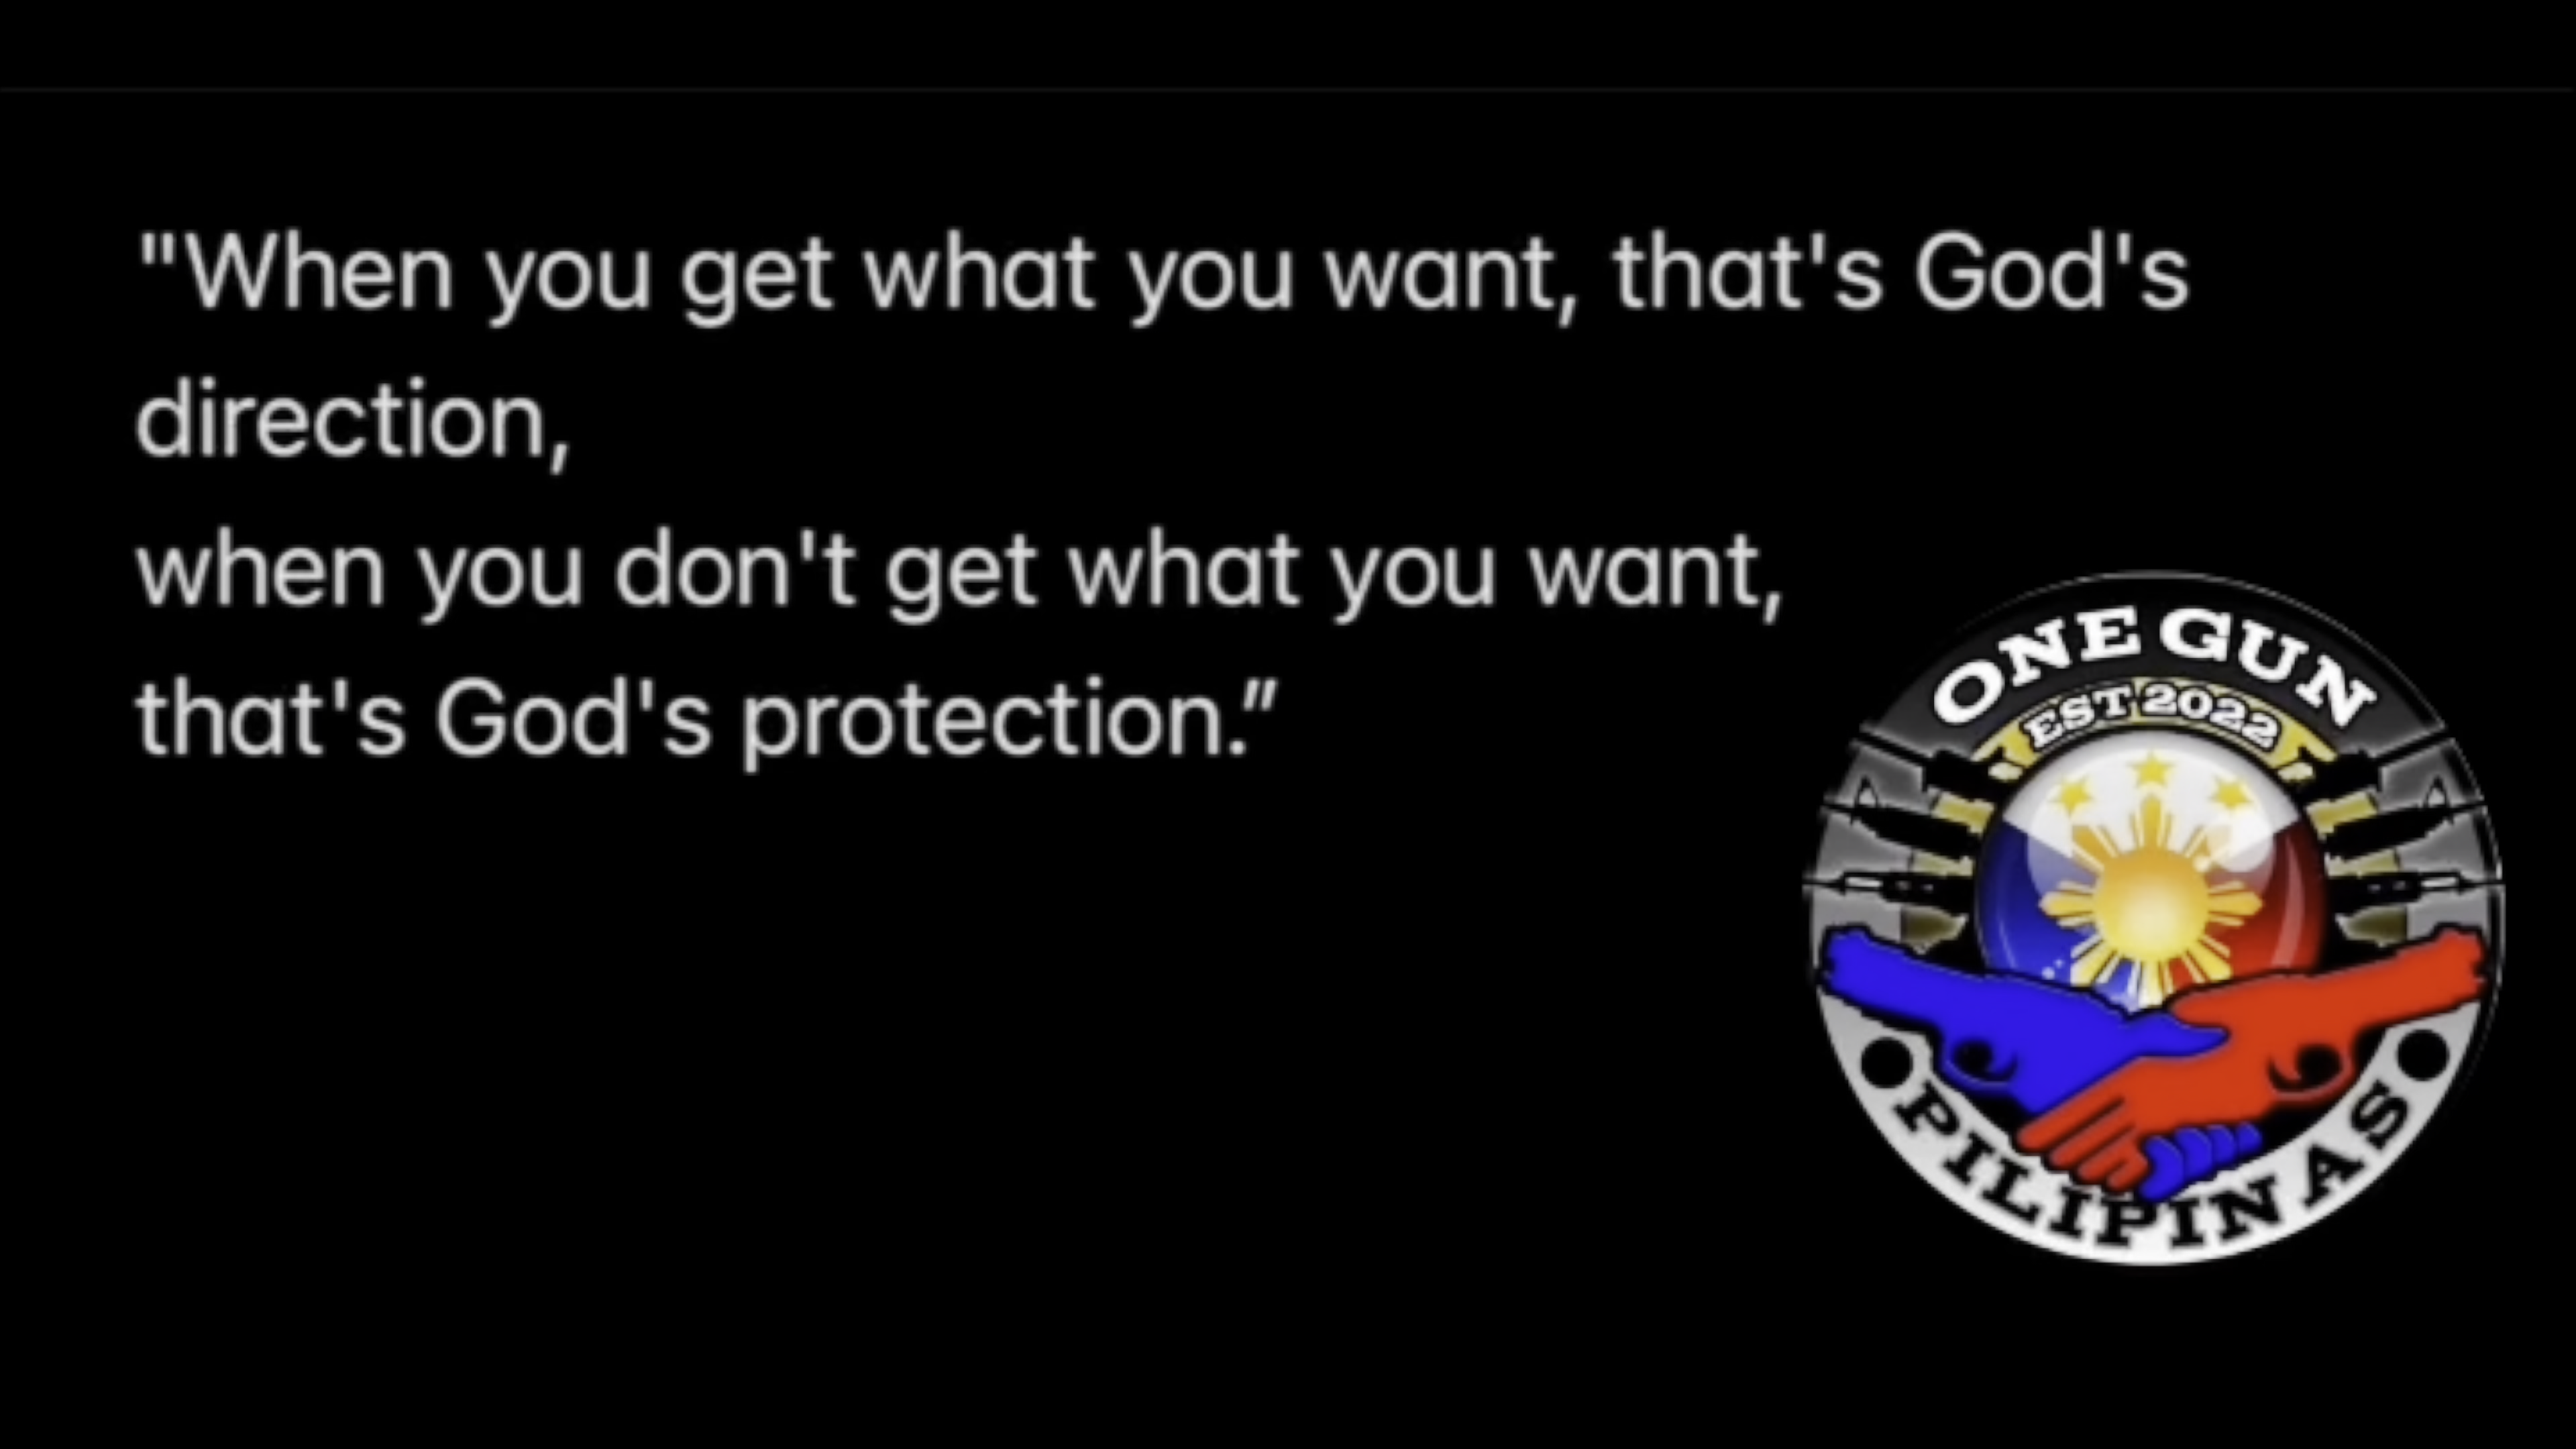 "When you get what you want, that's God's
direction,
when you don't get what you want,
that's God's protection.”
ONE GUN
EST 2022
PILIPINAS